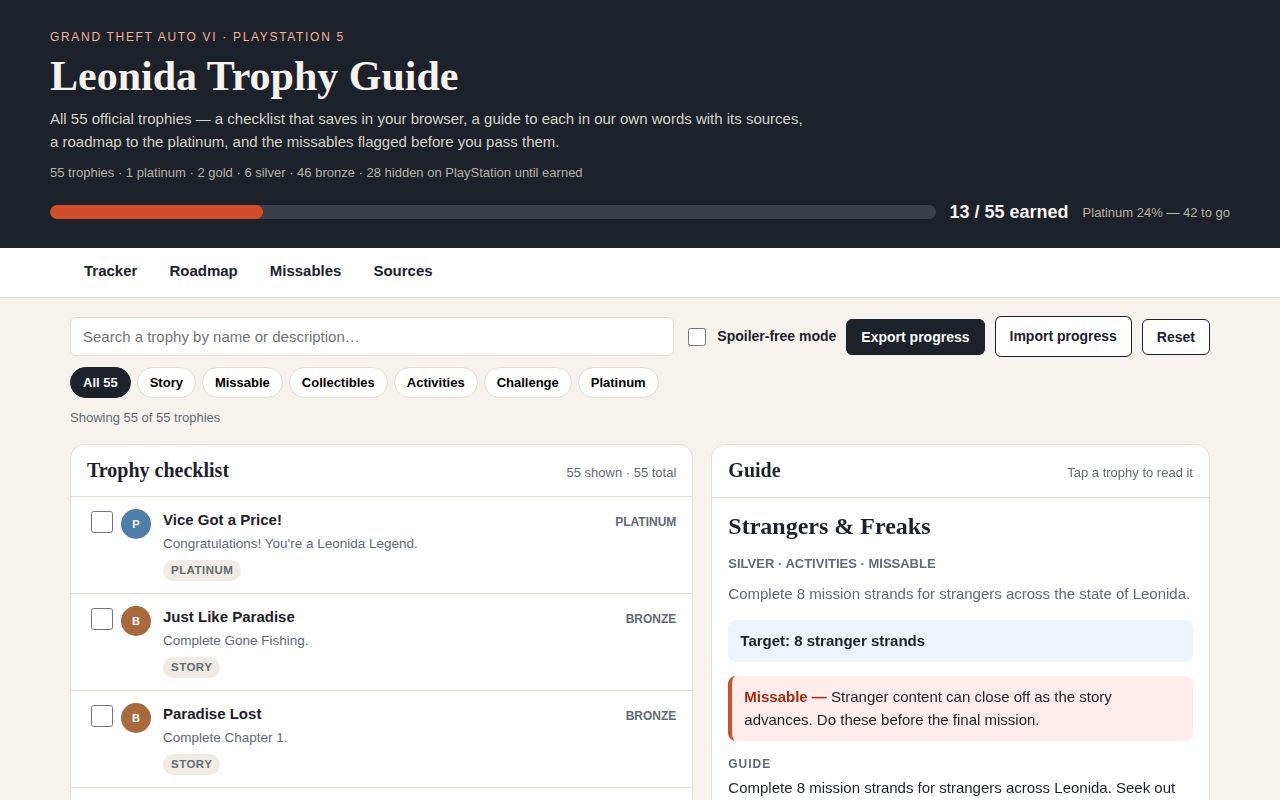 GRAND THEFT AUTO VI · PLAYSTATION 5
Leonida Trophy Guide
All 55 official trophies — a checklist that saves in your browser, a guide to each in our own words with its sources,
a roadmap to the platinum, and the missables flagged before you pass them.
55 trophies · 1 platinum · 2 gold · 6 silver · 46 bronze · 28 hidden on PlayStation until earned
13 / 55 earned Platinum 24% — 42 to go
Tracker Roadmap Missables Sources
Search a trophy by name or description…
Spoiler-free mode Export progress Import progress Reset
All 55 Story Missable Collectibles Activities Challenge Platinum
Showing 55 of 55 trophies
Trophy checklist 55 shown · 55 total
P Vice Got a Price! PLATINUM
Congratulations! You're a Leonida Legend.
PLATINUM
B Just Like Paradise BRONZE
Complete Gone Fishing.
STORY
B Paradise Lost BRONZE
Complete Chapter 1.
STORY
Guide Tap a trophy to read it
Strangers & Freaks
SILVER · ACTIVITIES · MISSABLE
Complete 8 mission strands for strangers across the state of Leonida.
Target: 8 stranger strands
Missable — Stranger content can close off as the story
advances. Do these before the final mission.
GUIDE
Complete 8 mission strands for strangers across Leonida. Seek out